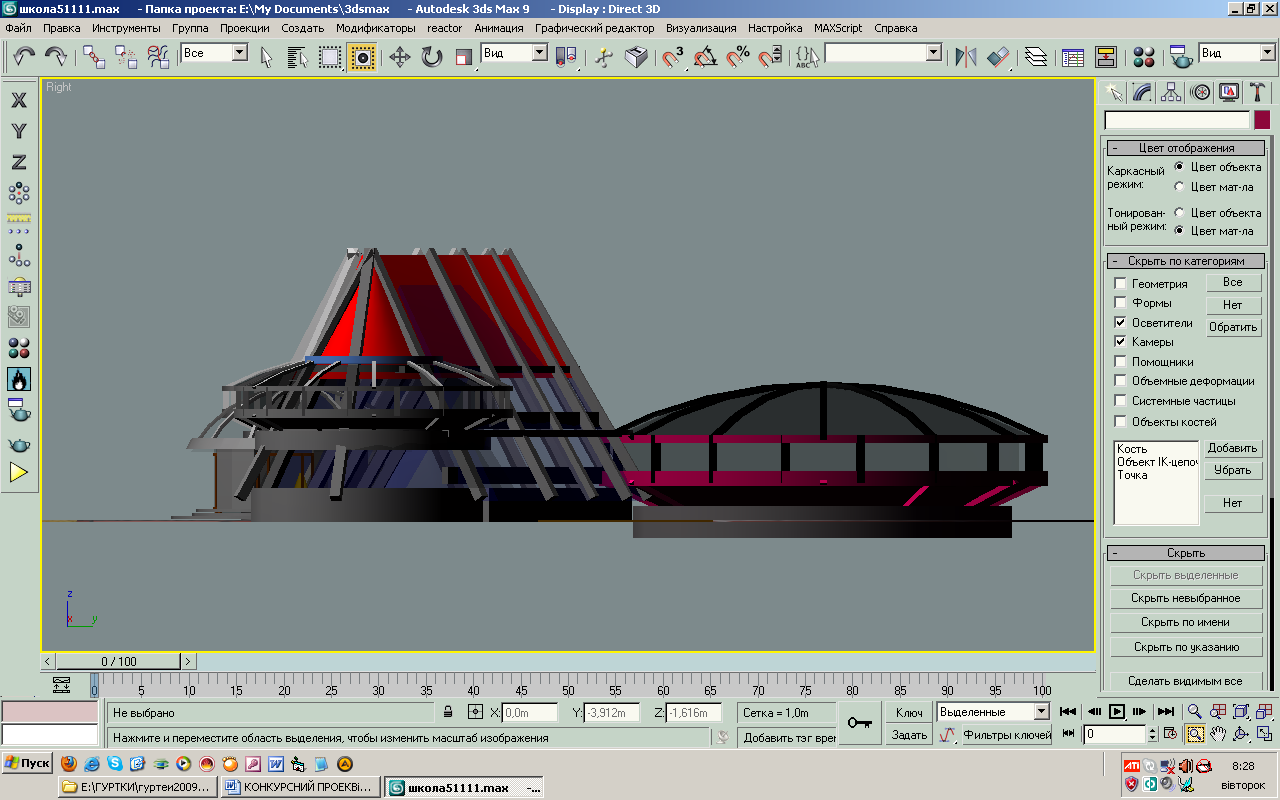 школа51111.max - Папка проекта: E:\My Documents\3dsmax - Autodesk 3ds Max 9 - Display : Direct 3D
Файл Правка Инструменты Группа Проекции Создать Модификаторы reactor Анимация Графический редактор Визуализация Настройка MAXScript Справка
Все
Вид
3
%
ABC
Вид
Right
X
Y
Z
Цвет отображения
Каркасный режим:
Цвет объекта
Цвет мат-ла
Тонирован-
ный режим:
Цвет объекта
Цвет мат-ла
Скрыть по категориям
Геометрия
Все
Формы
Нет
Осветители
Обратить
Камеры
Помощники
Объемные деформации
Системные частицы
Объекты костей
Кость
Объект IK-цепоч
Точка
Добавить
Убрать
Нет
Скрыть
Скрыть выделенные
Скрыть невыбранное
Скрыть по имени
Скрыть по указанию
Сделать видимым все
z
x y
< 0 / 100 >
0 5 10 15 20 25 30 35 40 45 50 55 60 65 70 75 80 85 90 95 100
Не выбрано
X: 0,0m Y: -3,912m Z: -1,616m
Сетка = 1,0m
Ключ
Выделенные
Нажмите и переместите область выделения, чтобы изменить масштаб изображения
Добавить тэг врем
Задать
Фильтры ключей
0
Пуск
E:\ГУРТКИ\гуртеи2009...
КОНКУРСНИЙ ПРОЕКВі...
школа51111.max -...
ATI
8:28
вівторок